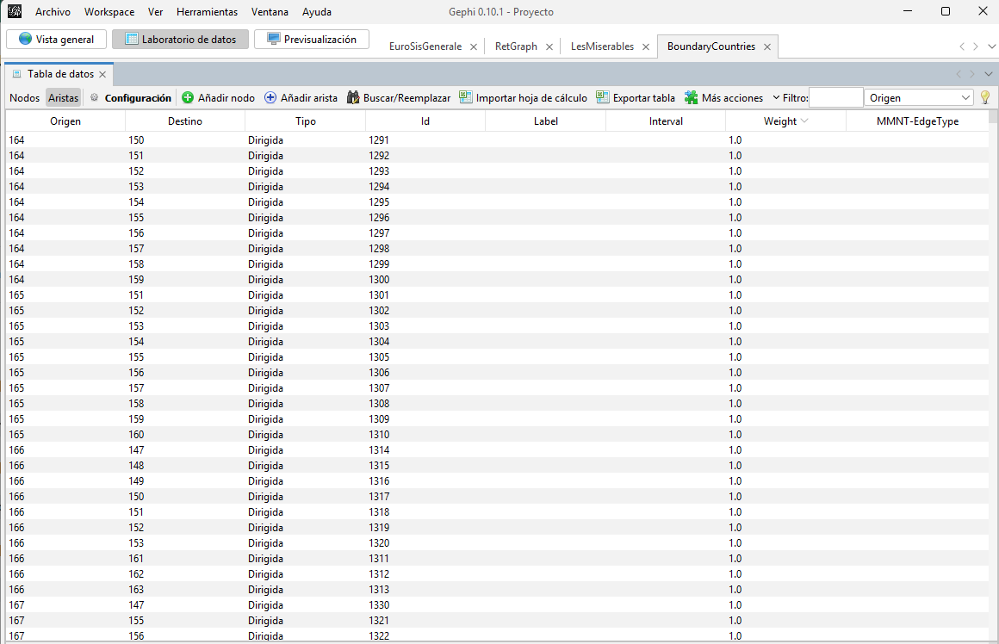 Archivo Workspace Ver Herramientas Ventana Ayuda Gephi 0.10.1 - Proyecto
Vista general Laboratorio de datos Previsualización EuroSisGenerale RetGraph LesMiserables BoundaryCountries
Tabla de datos
Nodos Aristas Configuración Añadir nodo Añadir arista Buscar/Reemplazar Importar hoja de cálculo Exportar tabla Más acciones Filtro: Origen
Origen Destino Tipo Id Label Interval Weight MMNT-EdgeType
164 150 Dirigida 1291 1.0
164 151 Dirigida 1292 1.0
164 152 Dirigida 1293 1.0
164 153 Dirigida 1294 1.0
164 154 Dirigida 1295 1.0
164 155 Dirigida 1296 1.0
164 156 Dirigida 1297 1.0
164 157 Dirigida 1298 1.0
164 158 Dirigida 1299 1.0
164 159 Dirigida 1300 1.0
165 151 Dirigida 1301 1.0
165 152 Dirigida 1302 1.0
165 153 Dirigida 1303 1.0
165 154 Dirigida 1304 1.0
165 155 Dirigida 1305 1.0
165 156 Dirigida 1306 1.0
165 157 Dirigida 1307 1.0
165 158 Dirigida 1308 1.0
165 159 Dirigida 1309 1.0
165 160 Dirigida 1310 1.0
166 147 Dirigida 1314 1.0
166 148 Dirigida 1315 1.0
166 149 Dirigida 1316 1.0
166 150 Dirigida 1317 1.0
166 151 Dirigida 1318 1.0
166 152 Dirigida 1319 1.0
166 153 Dirigida 1320 1.0
166 161 Dirigida 1311 1.0
166 162 Dirigida 1312 1.0
166 163 Dirigida 1313 1.0
167 147 Dirigida 1330 1.0
167 155 Dirigida 1321 1.0
167 156 Dirigida 1322 1.0